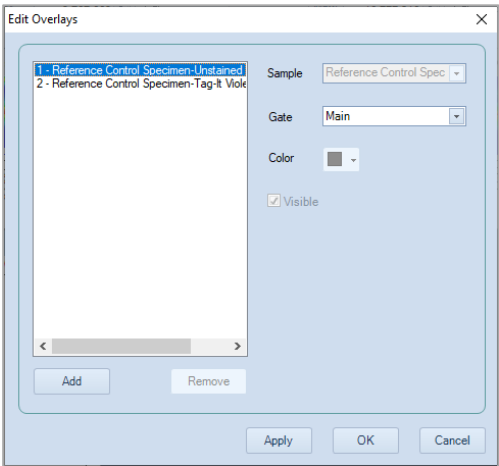 Edit Overlays
1 - Reference Control Specimen-Unstained
2 - Reference Control Specimen-Tag-It Viole
Sample
Reference Control Spec
Gate
Main
Color
Visible
Add
Remove
Apply
OK
Cancel